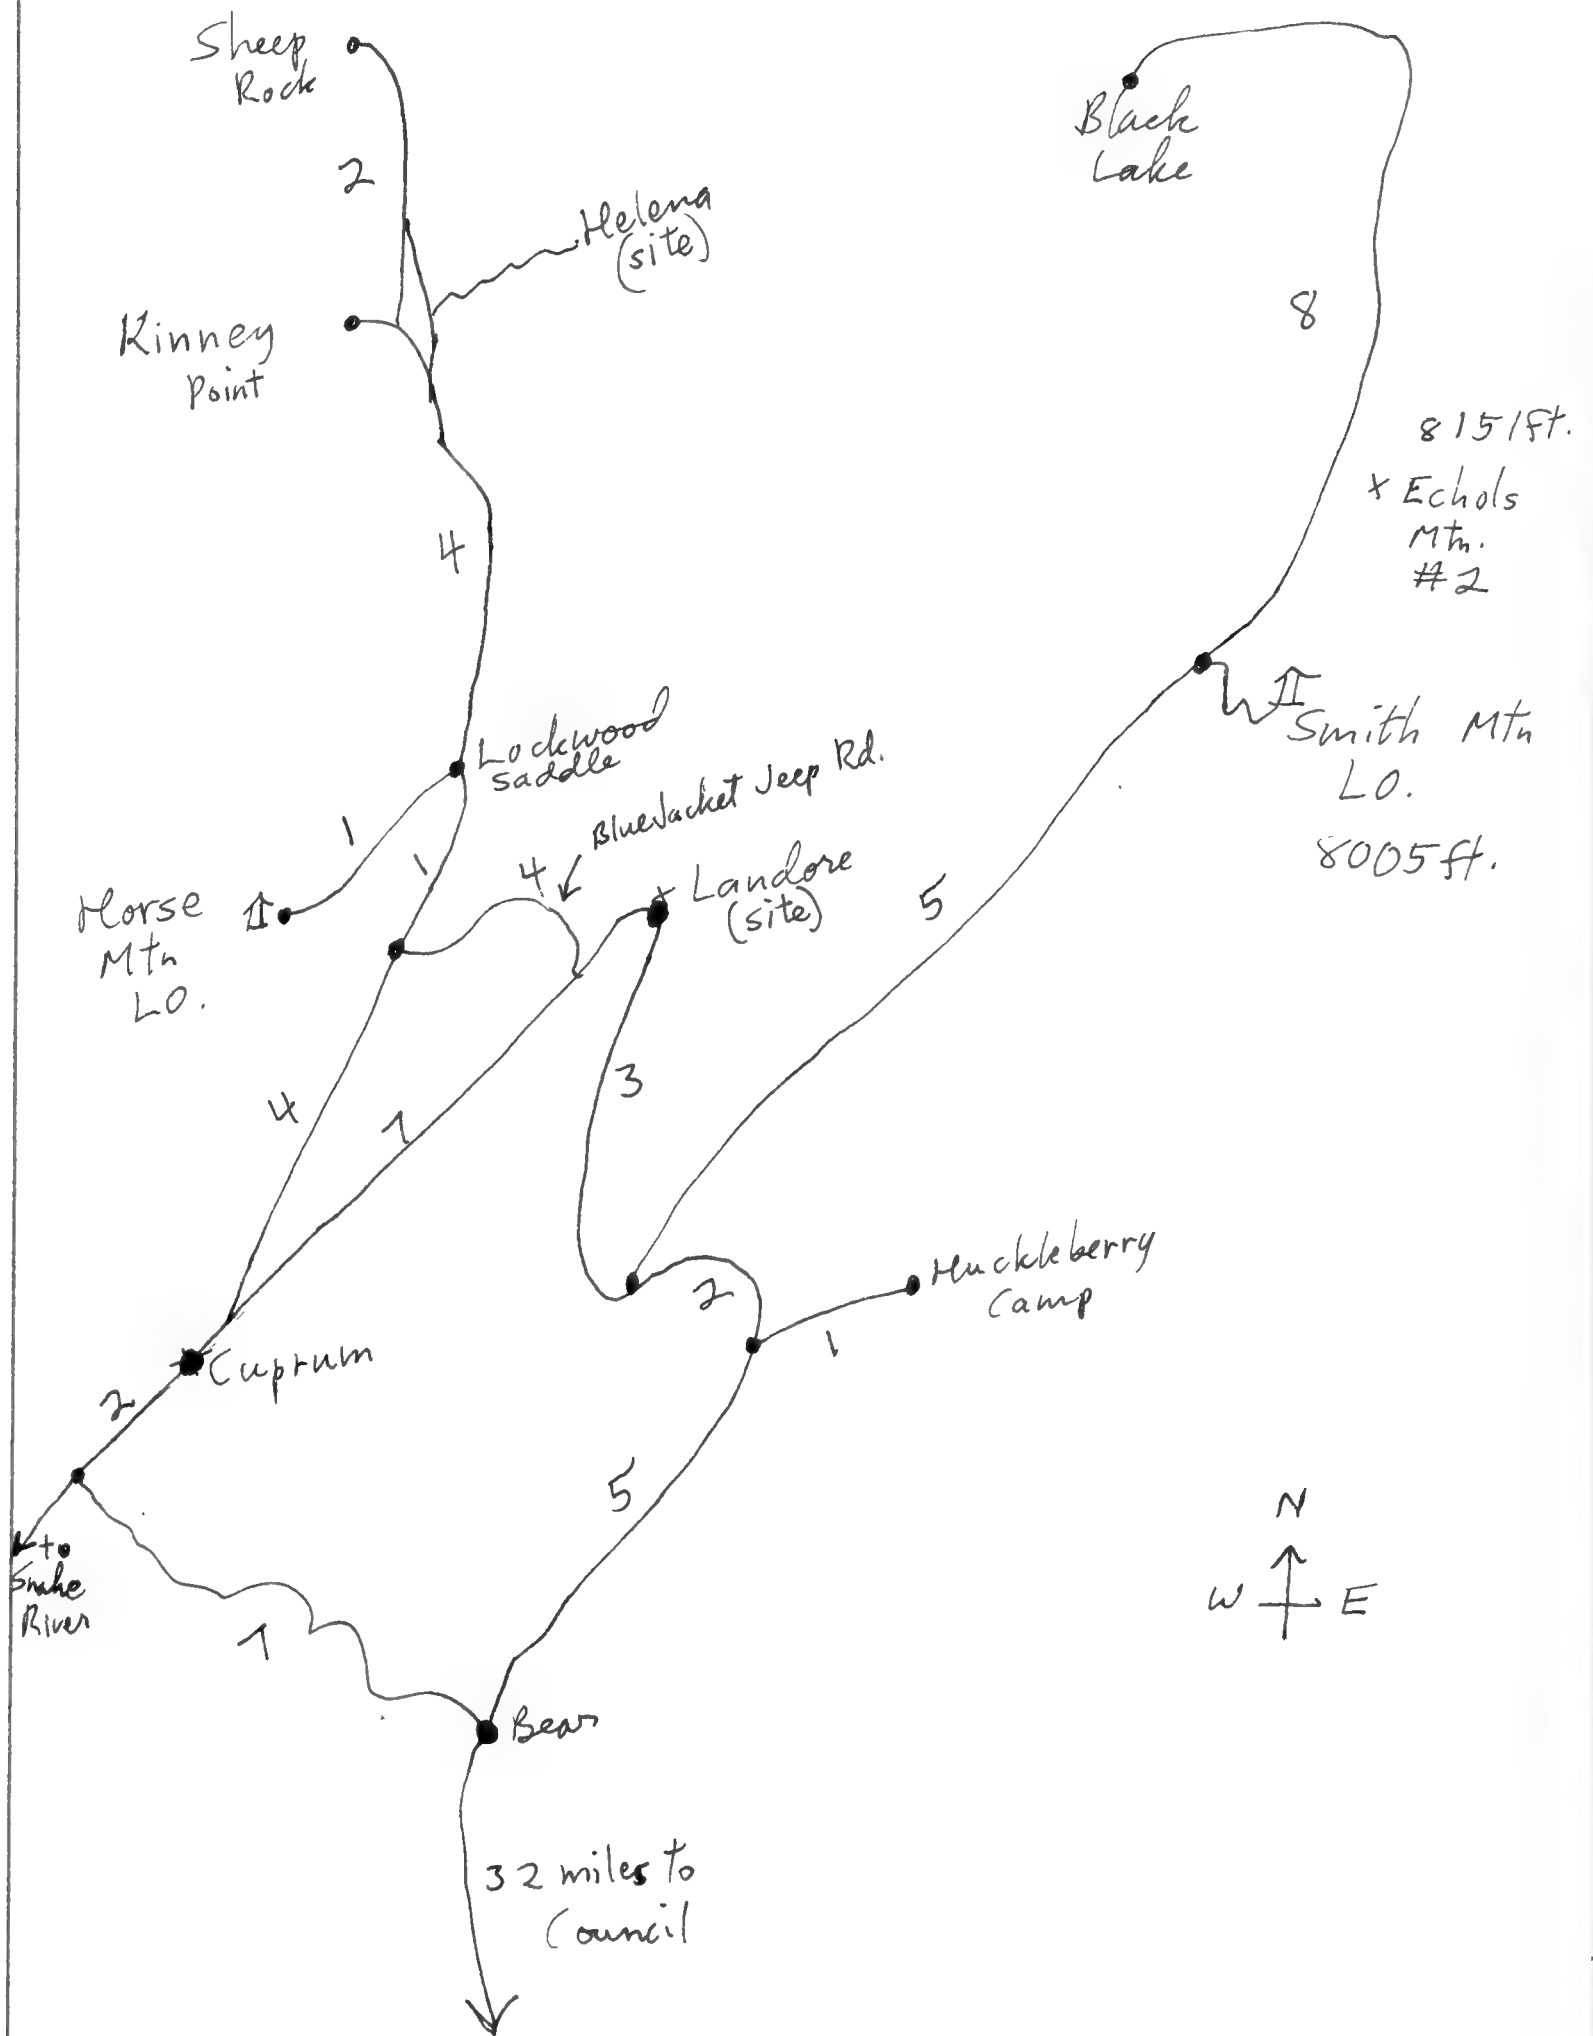 Sheep
Rock
2
Helena
(site)
Kinney
Point
4
Black
Lake
8
8151ft.
x Echols
Mtn.
#2
Smith Mtn
LO.
8005ft.
Lockwood
saddle
BlueJacket Jeep Rd.
1
1
4
Landore
(site)
Horse
Mtn
LO.
5
4
7
3
2
Huckleberry
Camp
1
Cuprum
2
5
to
Snake
River
7
Bear
N
W E
32 miles to
Council